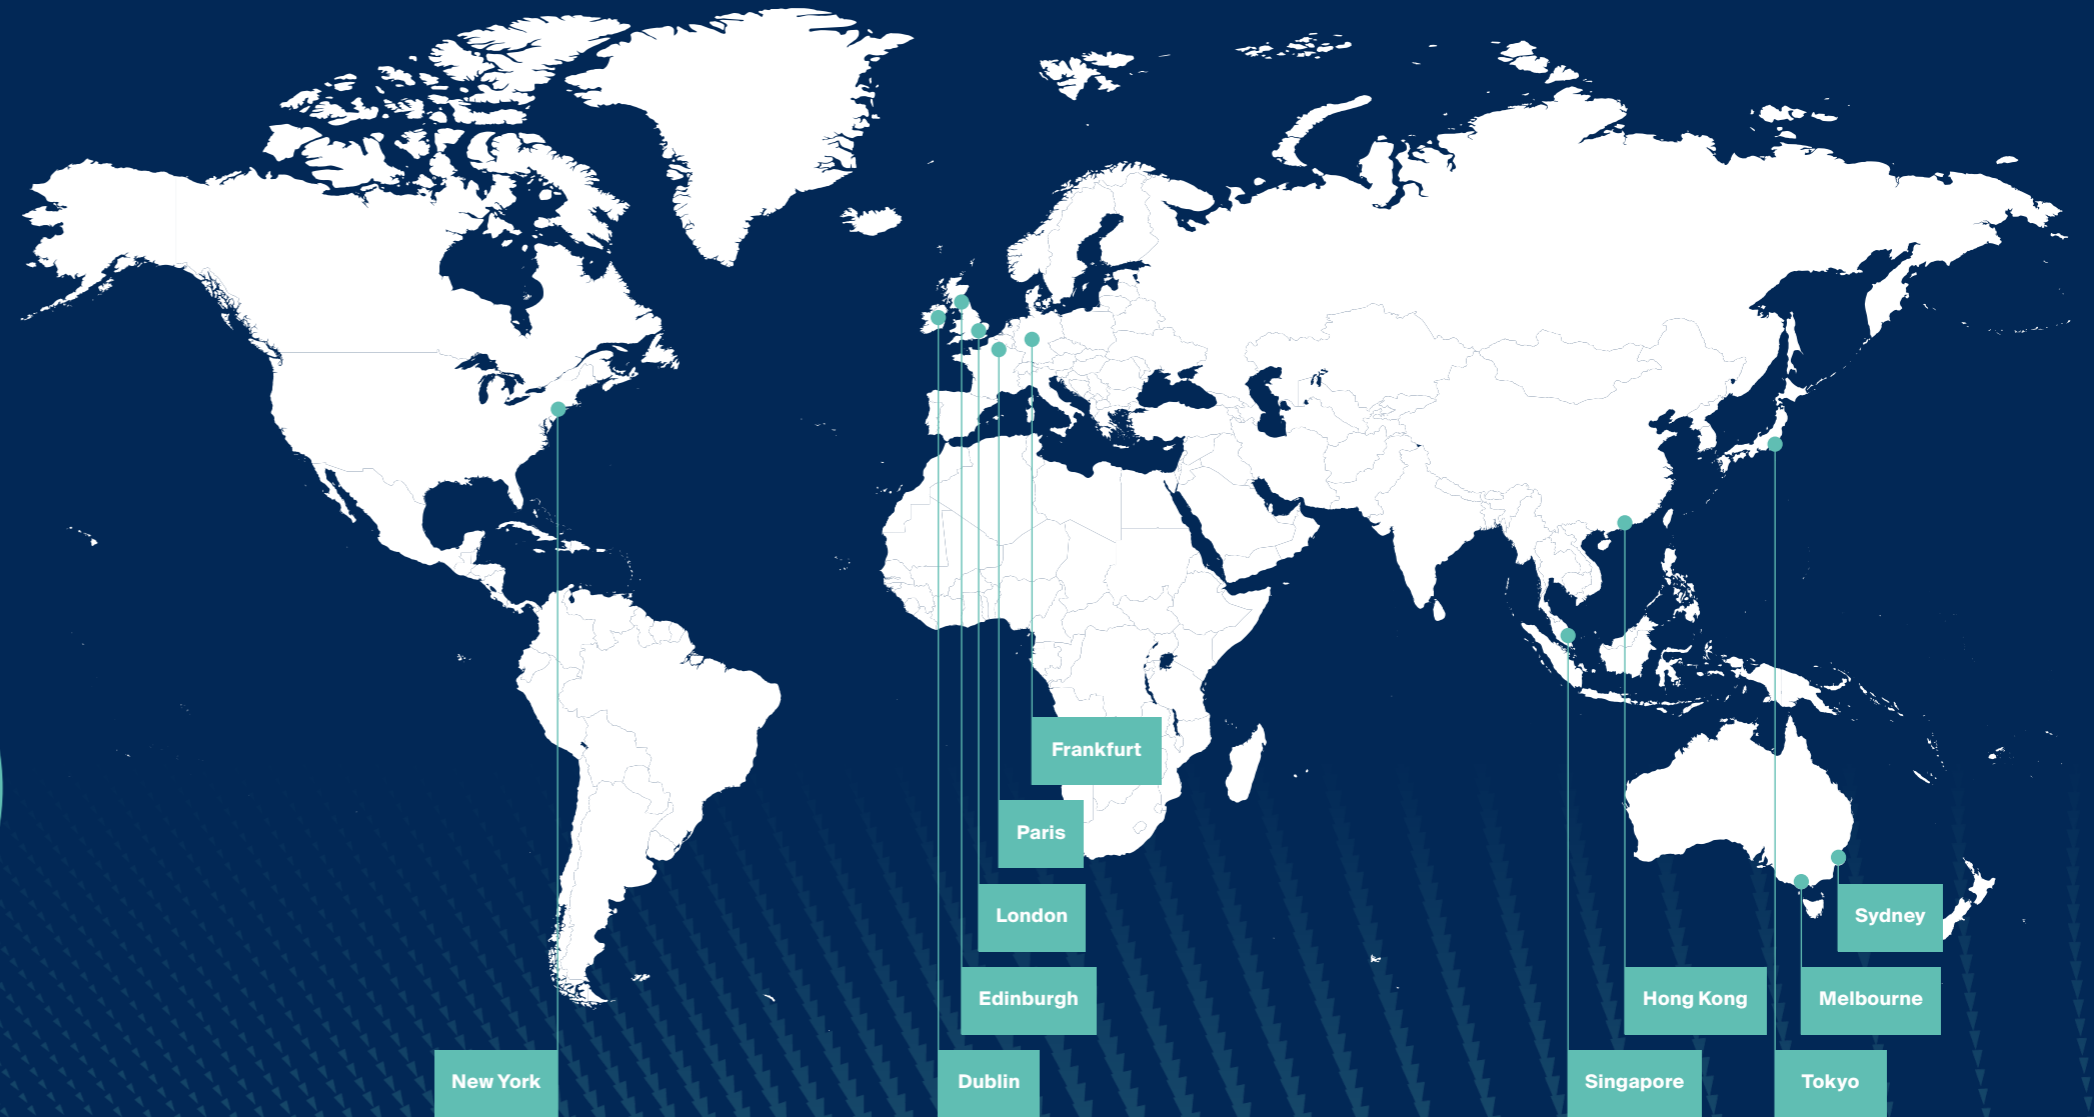 Frankfurt
Paris
London
Sydney
Edinburgh
Hong Kong
Melbourne
New York
Dublin
Singapore
Tokyo